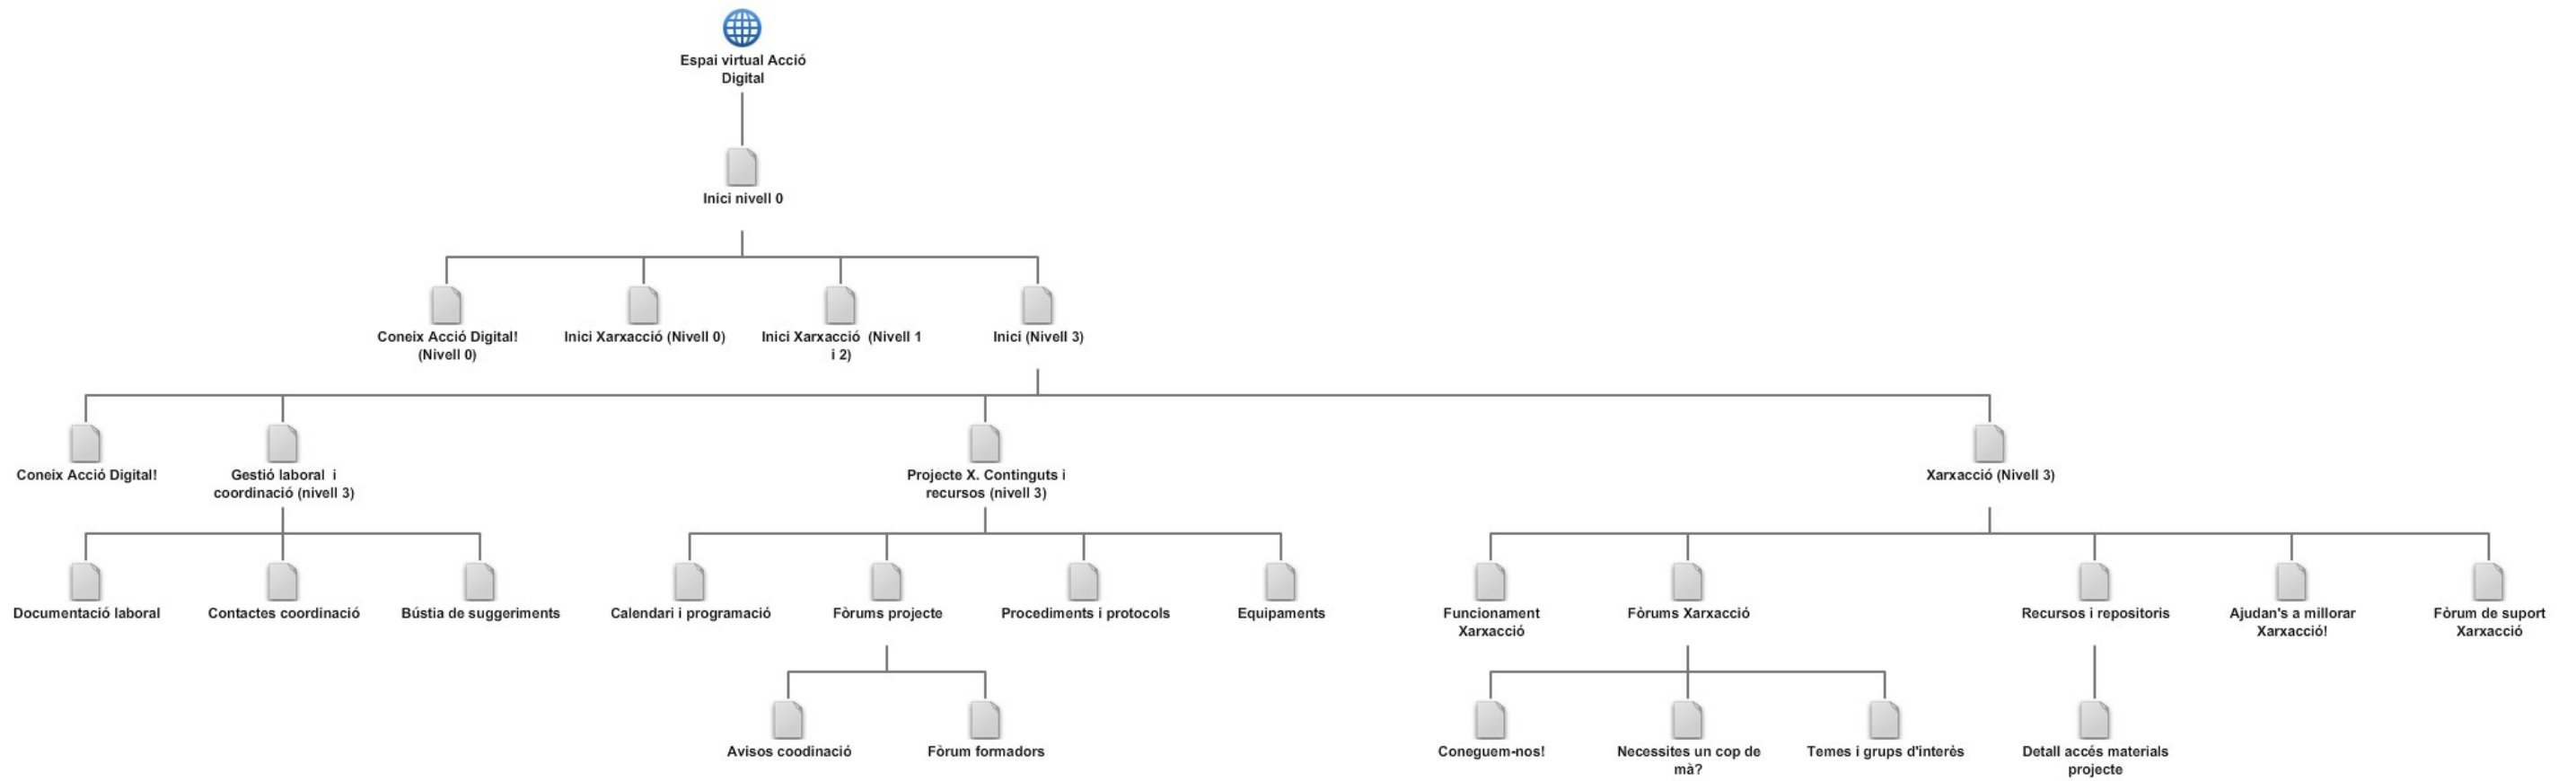 Espai virtual Acció
Digital
Inici nivell 0
Coneix Acció Digital!
(Nivell 0)
Inici Xarxacció (Nivell 0)
Inici Xarxacció  (Nivell 1
i 2)
Inici (Nivell 3)
Coneix Acció Digital!
Gestió laboral  i
coordinació (nivell 3)
Projecte X. Continguts i
recursos (nivell 3)
Xarxacció (Nivell 3)
Documentació laboral
Contactes coordinació
Bústia de suggeriments
Calendari i programació
Fòrums projecte
Procediments i protocols
Equipaments
Funcionament
Xarxacció
Fòrums Xarxacció
Recursos i repositoris
Ajudan's a millorar
Xarxacció!
Fòrum de suport
Xarxacció
Avisos coodinació
Fòrum formadors
Coneguem-nos!
Necessites un cop de
mà?
Temes i grups d'interès
Detall accés materials
projecte